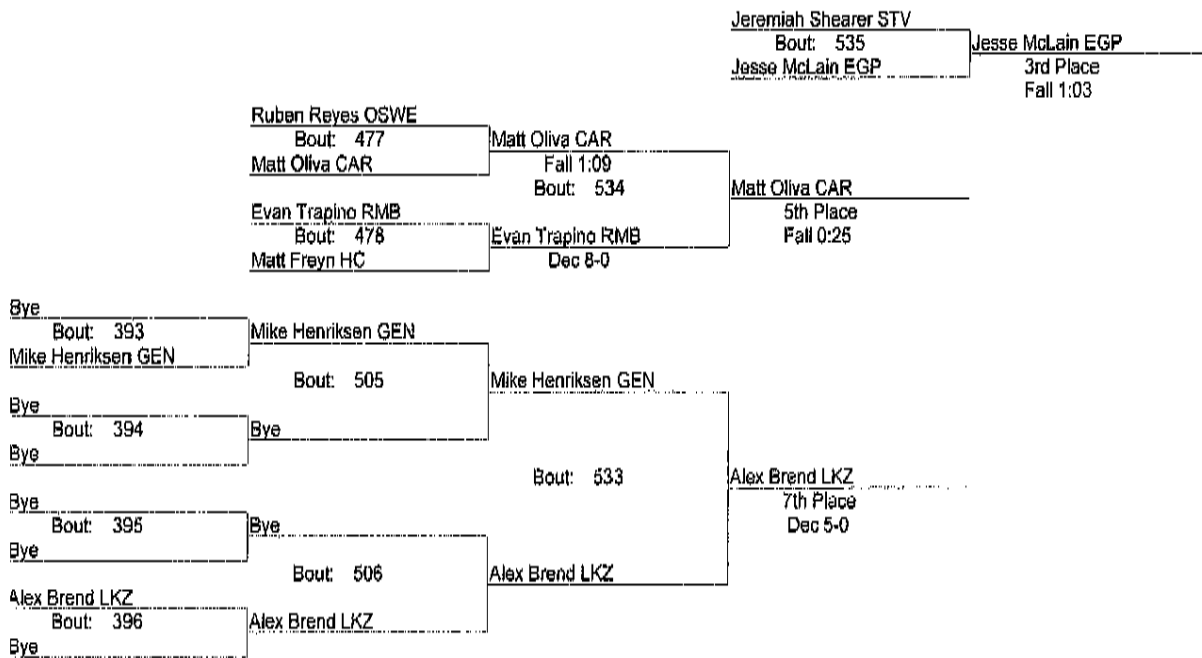 Jeremiah Shearer STV
Bout: 535
Jesse McLain EGP
Jesse McLain EGP
3rd Place
Fall 1:03
Ruben Reyes OSWE
Bout: 477
Matt Oliva CAR
Matt Oliva CAR
Fall 1:09
Bout: 534
Evan Trapino RMB
Bout: 478
Matt Freyn HC
Evan Trapino RMB
Dec 8-0
Matt Oliva CAR
5th Place
Fall 0:25
Bye
Bout: 393
Mike Henriksen GEN
Mike Henriksen GEN
Bout: 505
Bye
Bout: 394
Bye
Bye
Mike Henriksen GEN
Bout: 533
Bye
Bout: 395
Bye
Bye
Bout: 506
Alex Brend LKZ
Bout: 396
Bye
Alex Brend LKZ
Alex Brend LKZ
Alex Brend LKZ
7th Place
Dec 5-0